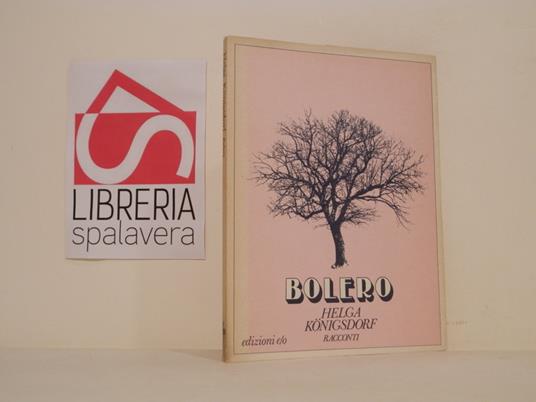 LIBRERIA
spalavera
BOLERO
HELGA
KÖNIGSDORF
RACCONTI
edizioni e/o